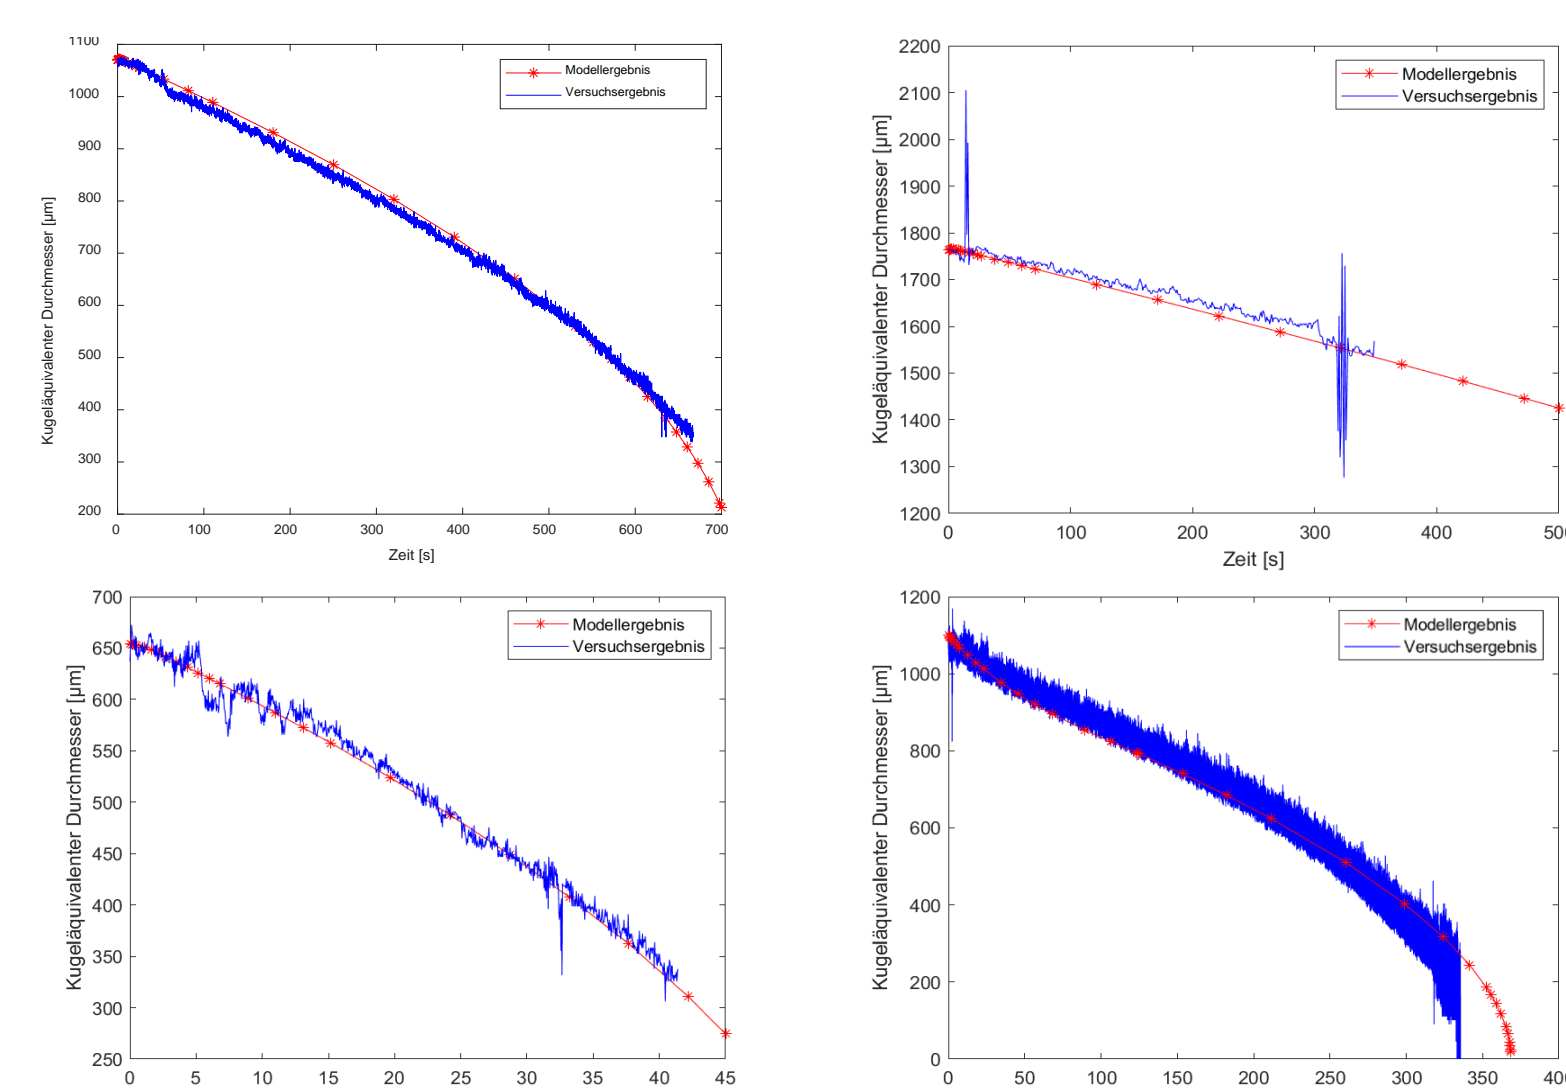 1100
1000
900
800
700
600
500
400
300
200
Kugeläquivalenter Durchmesser [µm]
Modellergebnis
Versuchsergebnis
0 100 200 300 400 500 600 700
Zeit [s]
2200
2100
2000
1900
1800
1700
1600
1500
1400
1300
1200
Kugeläquivalenter Durchmesser [µm]
Modellergebnis
Versuchsergebnis
0 100 200 300 400 50
Zeit [s]
700
650
600
550
500
450
400
350
300
250
Kugeläquivalenter Durchmesser [µm]
Modellergebnis
Versuchsergebnis
0 5 10 15 20 25 30 35 40 45
1200
1000
800
600
400
200
0
Kugeläquivalenter Durchmesser [µm]
Modellergebnis
Versuchsergebnis
0 50 100 150 200 250 300 350 400